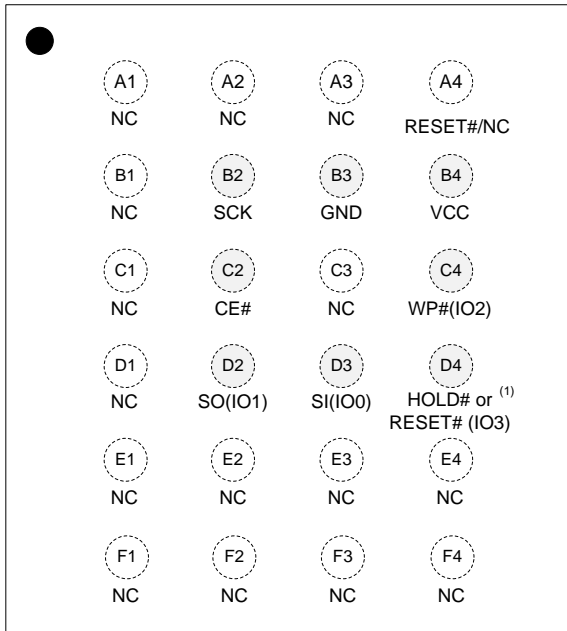 A1 A2 A3 A4
NC NC NC RESET#/NC
B1 B2 B3 B4
NC SCK GND VCC
C1 C2 C3 C4
NC CE# NC WP#(IO2)
D1 D2 D3 D4
NC SO(IO1) SI(IO0) HOLD# or (1)
RESET# (IO3)
E1 E2 E3 E4
NC NC NC NC
F1 F2 F3 F4
NC NC NC NC